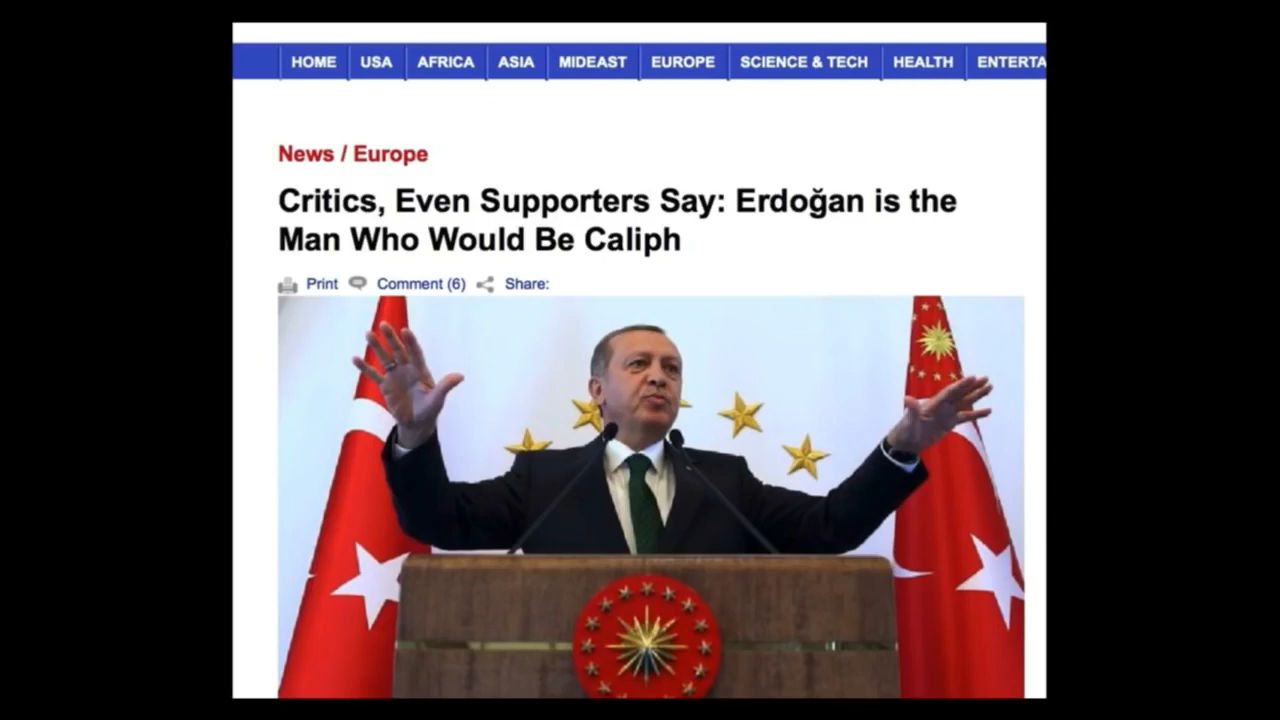 HOME USA AFRICA ASIA MIDEAST EUROPE SCIENCE & TECH HEALTH ENTERTA
News / Europe
Critics, Even Supporters Say: Erdoğan is the
Man Who Would Be Caliph
Print Comment (6) Share: